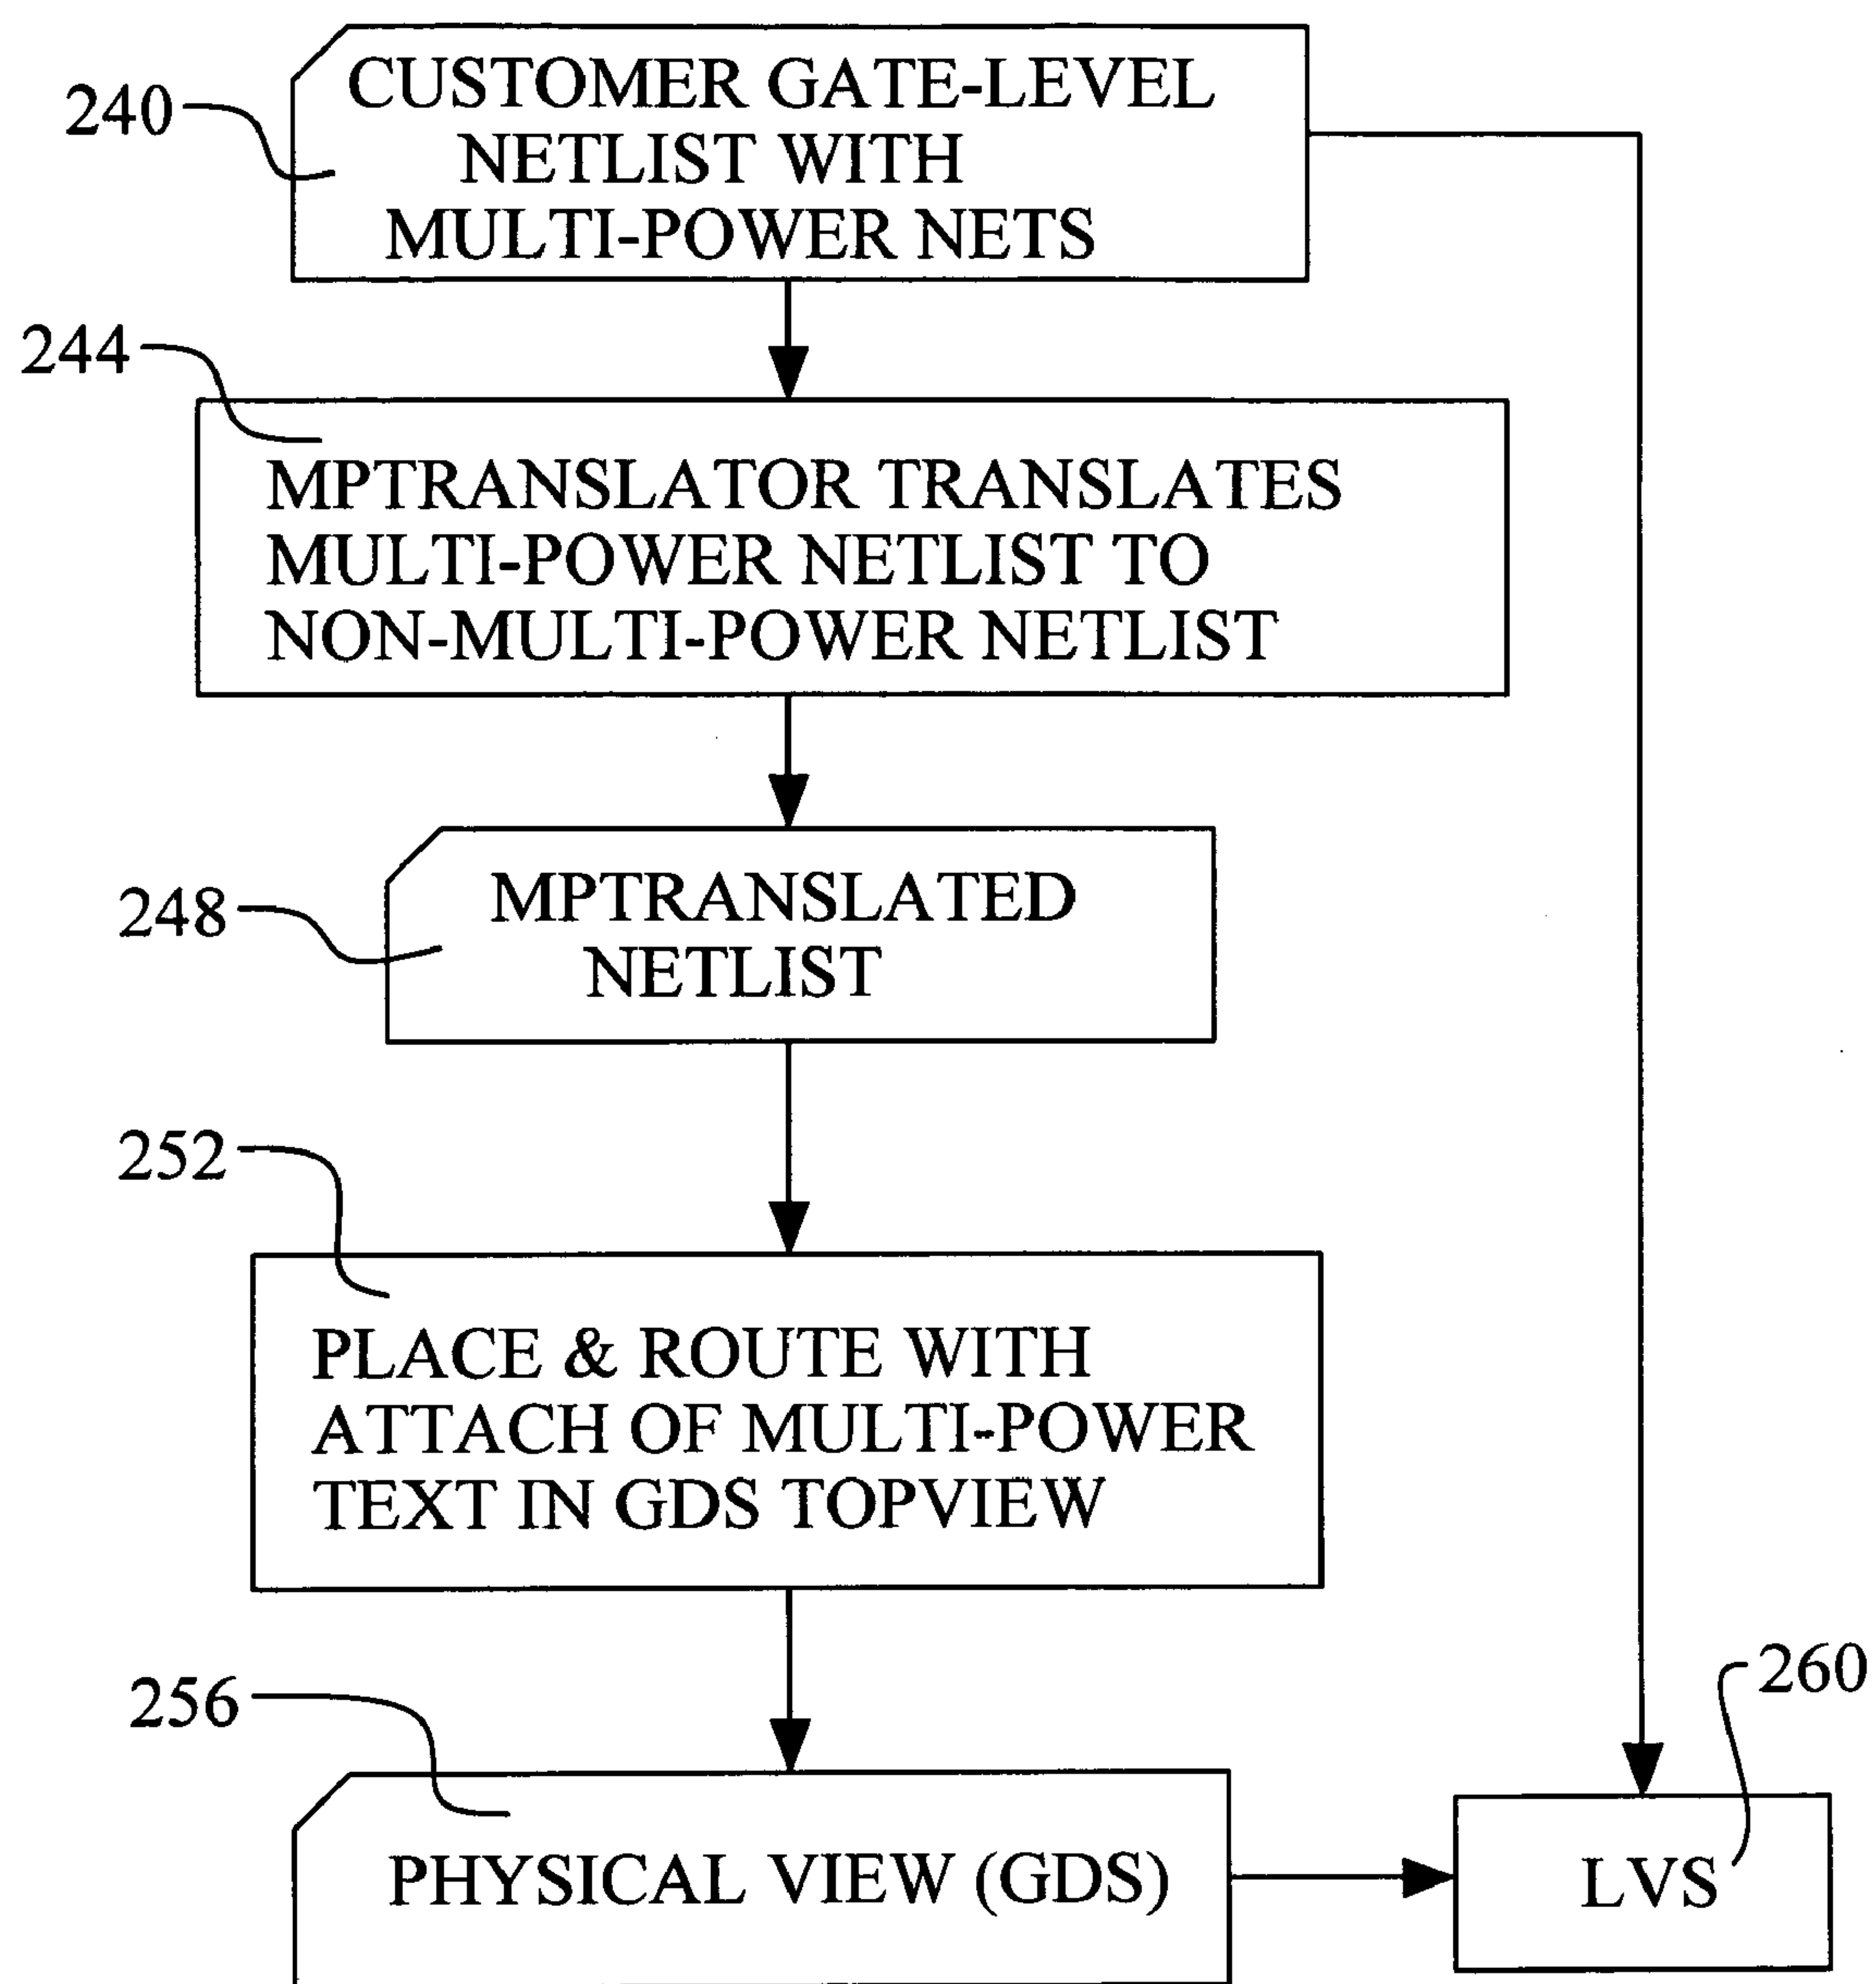 240
CUSTOMER GATE-LEVEL
NETLIST WITH
MULTI-POWER NETS
244
MPTRANSLATOR TRANSLATES
MULTI-POWER NETLIST TO
NON-MULTI-POWER NETLIST
248
MPTRANSLATED
NETLIST
252
PLACE & ROUTE WITH
ATTACH OF MULTI-POWER
TEXT IN GDS TOPVIEW
256
PHYSICAL VIEW (GDS)
260
LVS